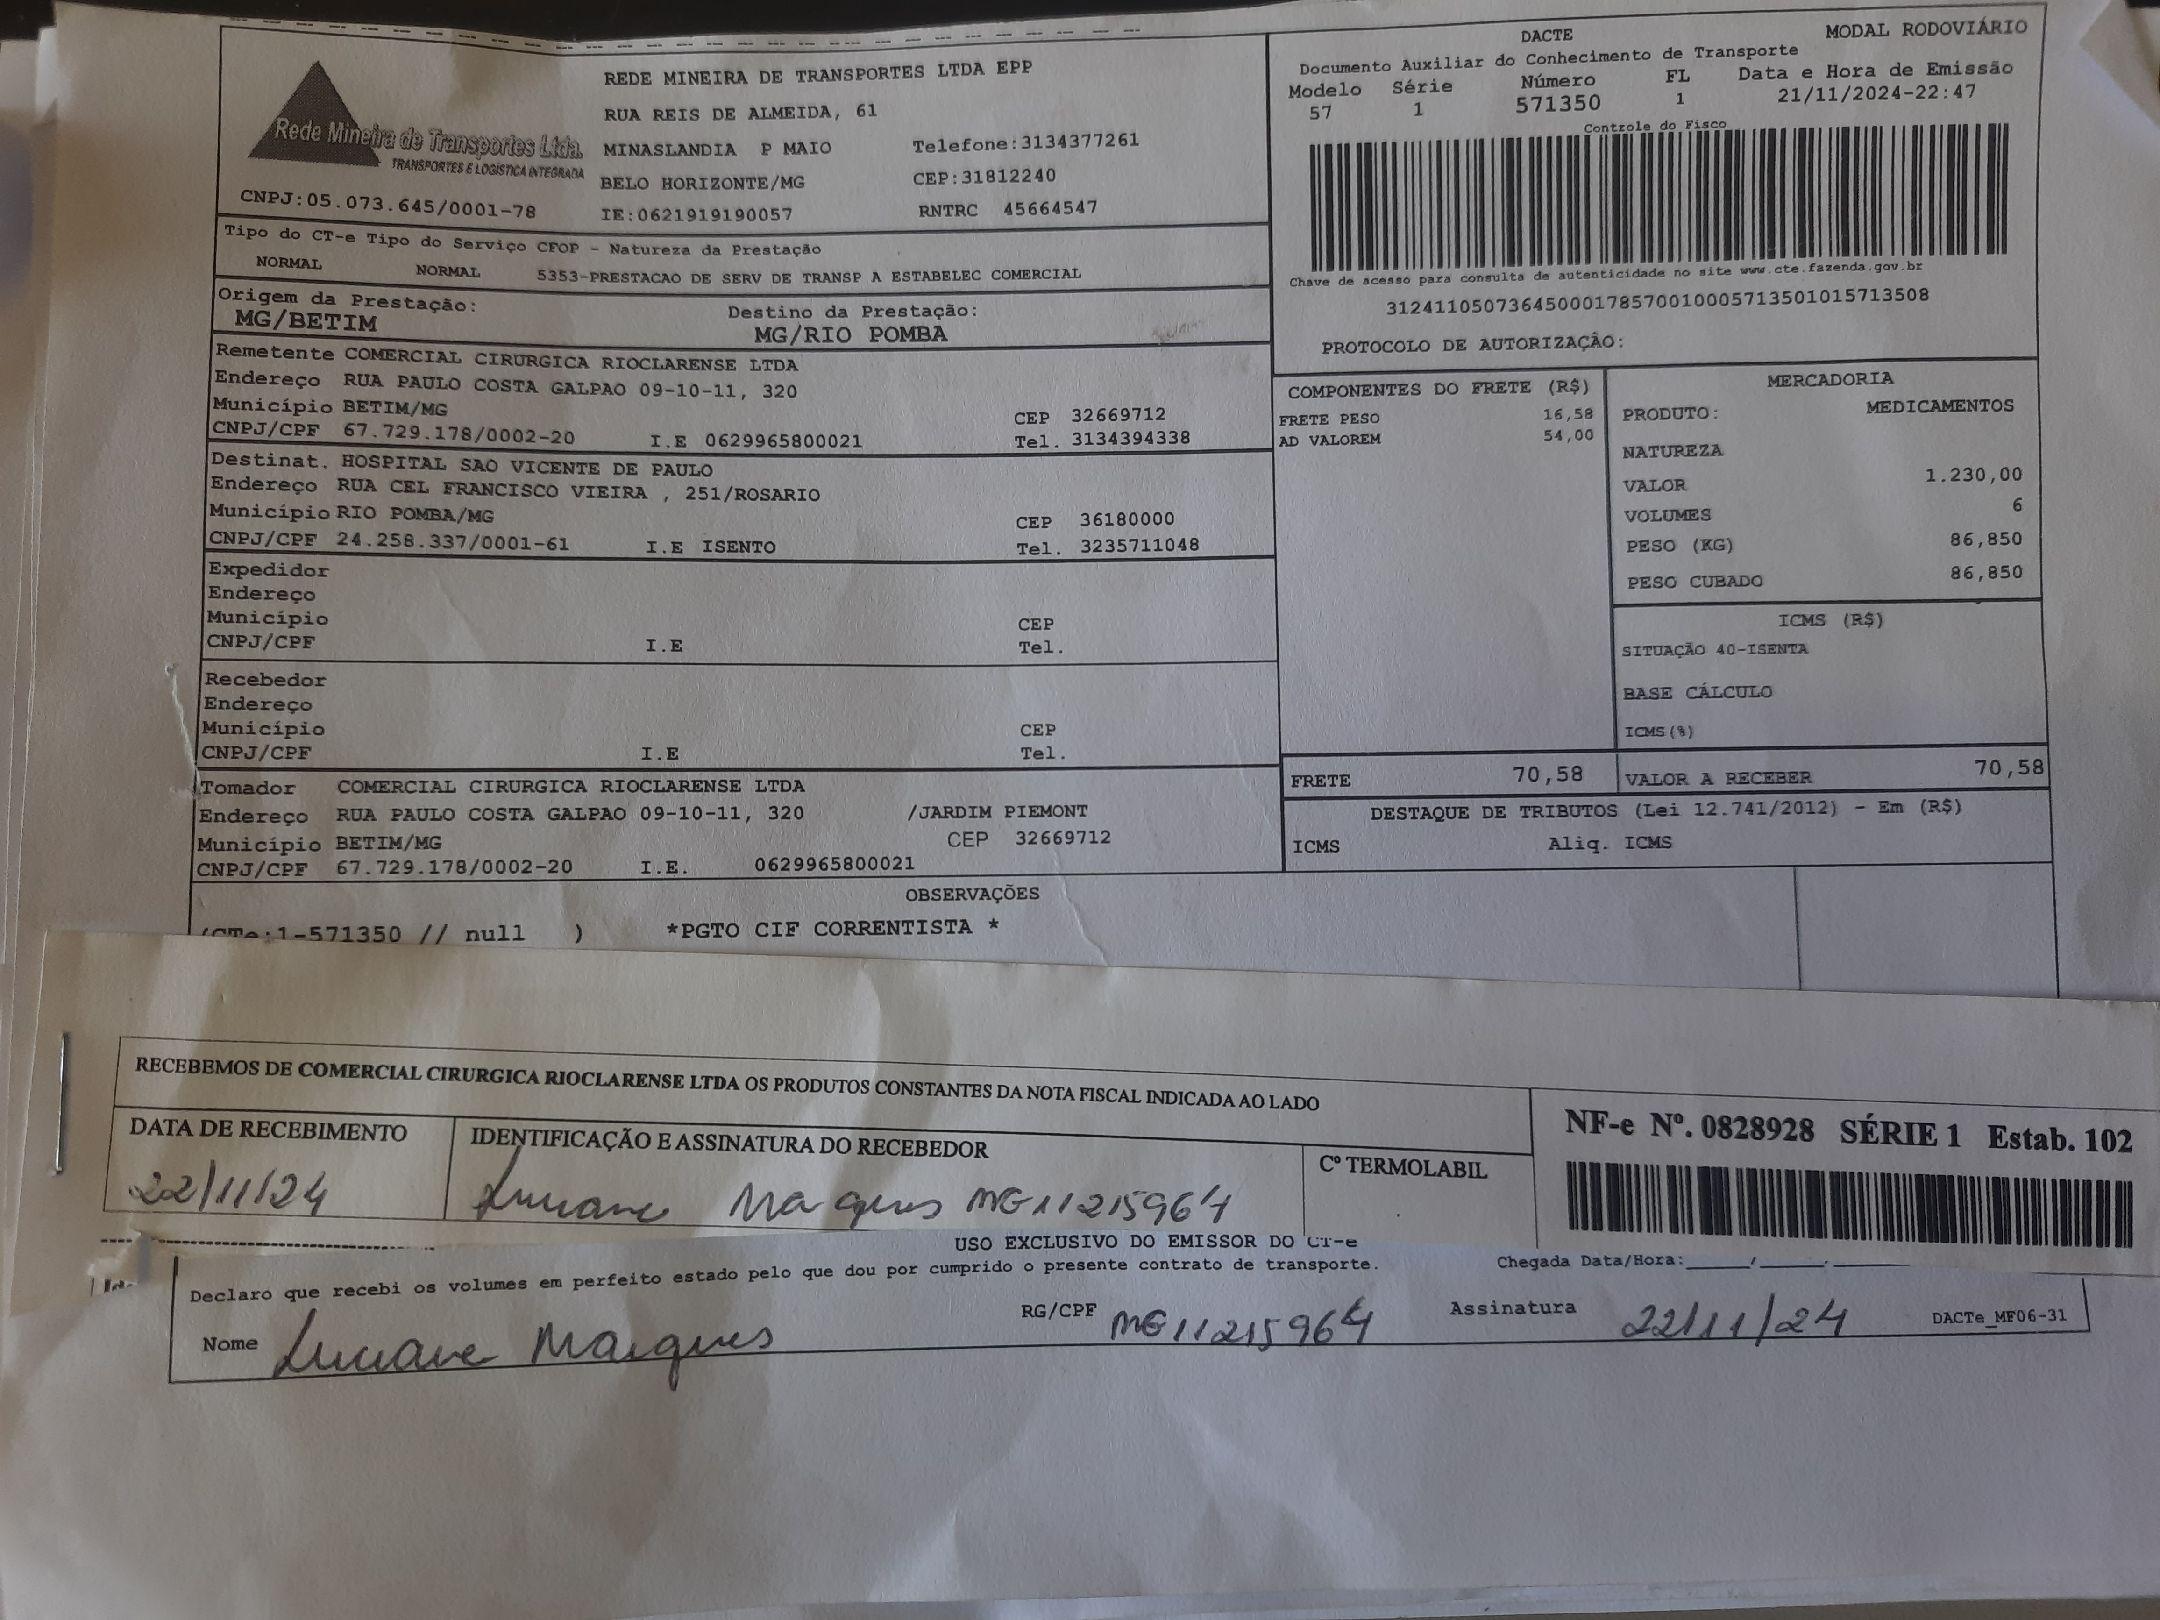 Rede Mineira de Transportes Ltda.
TRANSPORTES E LOGÍSTICA INTEGRADA
CNPJ:05.073.645/0001-78
REDE MINEIRA DE TRANSPORTES LTDA EPP
RUA REIS DE ALMEIDA, 61
MINASLANDIA P MAIO Telefone:3134377261
BELO HORIZONTE/MG CEP:31812240
IE:0621919190057 RNTRC 45664547
DACTE MODAL RODOVIÁRIO
Documento Auxiliar do Conhecimento de Transporte
Modelo Série Número FL Data e Hora de Emissão
57 1 571350 1 21/11/2024-22:47
Controle do Fisco
Chave de acesso para consulta de autenticidade no site www.cte.fazenda.gov.br
31241105073645000178570010005713501015713508
PROTOCOLO DE AUTORIZAÇÃO:
Tipo do CT-e Tipo do Serviço CFOP - Natureza da Prestação
NORMAL NORMAL 5353-PRESTACAO DE SERV DE TRANSP A ESTABELEC COMERCIAL
Origem da Prestação: Destino da Prestação:
MG/BETIM MG/RIO POMBA
Remetente COMERCIAL CIRURGICA RIOCLARENSE LTDA
Endereço RUA PAULO COSTA GALPAO 09-10-11, 320
Município BETIM/MG CEP 32669712
CNPJ/CPF 67.729.178/0002-20 I.E 0629965800021 Tel. 3134394338
Destinat. HOSPITAL SAO VICENTE DE PAULO
Endereço RUA CEL FRANCISCO VIEIRA , 251/ROSARIO
Município RIO POMBA/MG CEP 36180000
CNPJ/CPF 24.258.337/0001-61 I.E ISENTO Tel. 3235711048
Expedidor
Endereço
Município CEP
CNPJ/CPF I.E Tel.
Recebedor
Endereço
Município CEP
CNPJ/CPF I.E Tel.
Tomador COMERCIAL CIRURGICA RIOCLARENSE LTDA
Endereço RUA PAULO COSTA GALPAO 09-10-11, 320 /JARDIM PIEMONT
Município BETIM/MG CEP 32669712
CNPJ/CPF 67.729.178/0002-20 I.E. 0629965800021
COMPONENTES DO FRETE (R$)
FRETE PESO 16,58
AD VALOREM 54,00
MERCADORIA
PRODUTO: MEDICAMENTOS
NATUREZA
VALOR 1.230,00
VOLUMES 6
PESO (KG) 86,850
PESO CUBADO 86,850
ICMS (R$)
SITUAÇÃO 40-ISENTA
BASE CÁLCULO
ICMS(%)
FRETE 70,58 VALOR A RECEBER 70,58
DESTAQUE DE TRIBUTOS (Lei 12.741/2012) - Em (R$)
ICMS Aliq. ICMS
OBSERVAÇÕES
(CTe:1-571350 // null ) *PGTO CIF CORRENTISTA *
RECEBEMOS DE COMERCIAL CIRURGICA RIOCLARENSE LTDA OS PRODUTOS CONSTANTES DA NOTA FISCAL INDICADA AO LADO
DATA DE RECEBIMENTO IDENTIFICAÇÃO E ASSINATURA DO RECEBEDOR Cº TERMOLABIL
22/11/24 Luciane Marques MG11215964
NF-e Nº. 0828928 SÉRIE 1 Estab. 102
USO EXCLUSIVO DO EMISSOR DO CT-e
Declaro que recebi os volumes em perfeito estado pelo que dou por cumprido o presente contrato de transporte. Chegada Data/Hora:____/____/____
Nome Luciane Marques RG/CPF MG11215964 Assinatura 22/11/24 DACTe_MF06-31